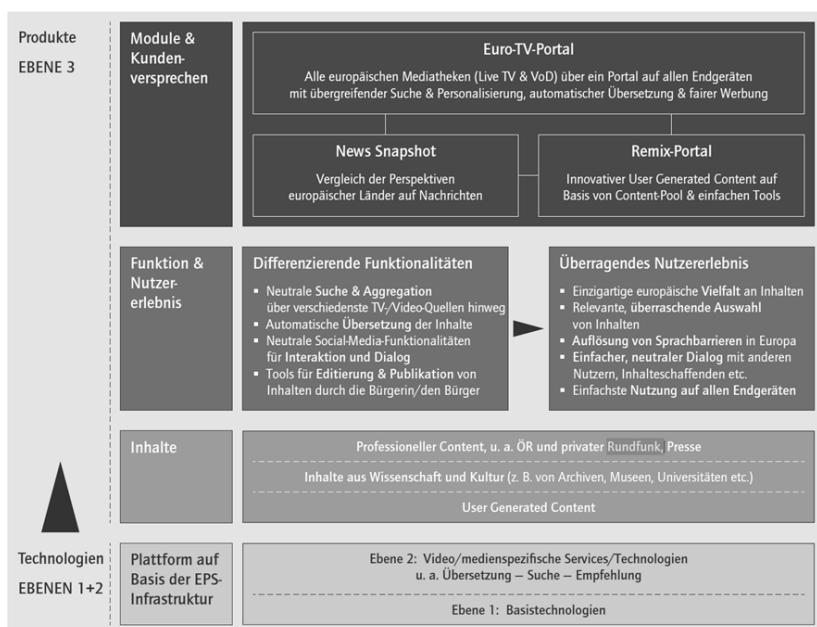 Produkte
EBENE 3
Module &
Kunden-
versprechen
Euro-TV-Portal
Alle europäischen Mediatheken (Live TV & VoD) über ein Portal auf allen Endgeräten
mit übergreifender Suche & Personalisierung, automatischer Übersetzung & fairer Werbung
News Snapshot
Vergleich der Perspektiven
europäischer Länder auf Nachrichten
Remix-Portal
Innovativer User Generated Content auf
Basis von Content-Pool & einfachen Tools
Funktion &
Nutzer-
erlebnis
Differenzierende Funktionalitäten
▪ Neutrale Suche & Aggregation
über verschiedenste TV-/Video-Quellen hinweg
▪ Automatische Übersetzung der Inhalte
▪ Neutrale Social-Media-Funktionalitäten
für Interaktion und Dialog
▪ Tools für Editierung & Publikation von
Inhalten durch die Bürgerin/den Bürger
Überragendes Nutzererlebnis
▪ Einzigartige europäische Vielfalt an Inhalten
▪ Relevante, überraschende Auswahl
von Inhalten
▪ Auflösung von Sprachbarrieren in Europa
▪ Einfacher, neutraler Dialog mit anderen
Nutzern, Inhalteschaffenden etc.
▪ Einfachste Nutzung auf allen Endgeräten
Inhalte
Professioneller Content, u. a. ÖR und privater Rundfunk, Presse
Inhalte aus Wissenschaft und Kultur (z. B. von Archiven, Museen, Universitäten etc.)
User Generated Content
Technologien
EBENEN 1+2
Plattform auf
Basis der EPS-
Infrastruktur
Ebene 2: Video/medienspezifische Services/Technologien
u. a. Übersetzung – Suche – Empfehlung
Ebene 1: Basistechnologien